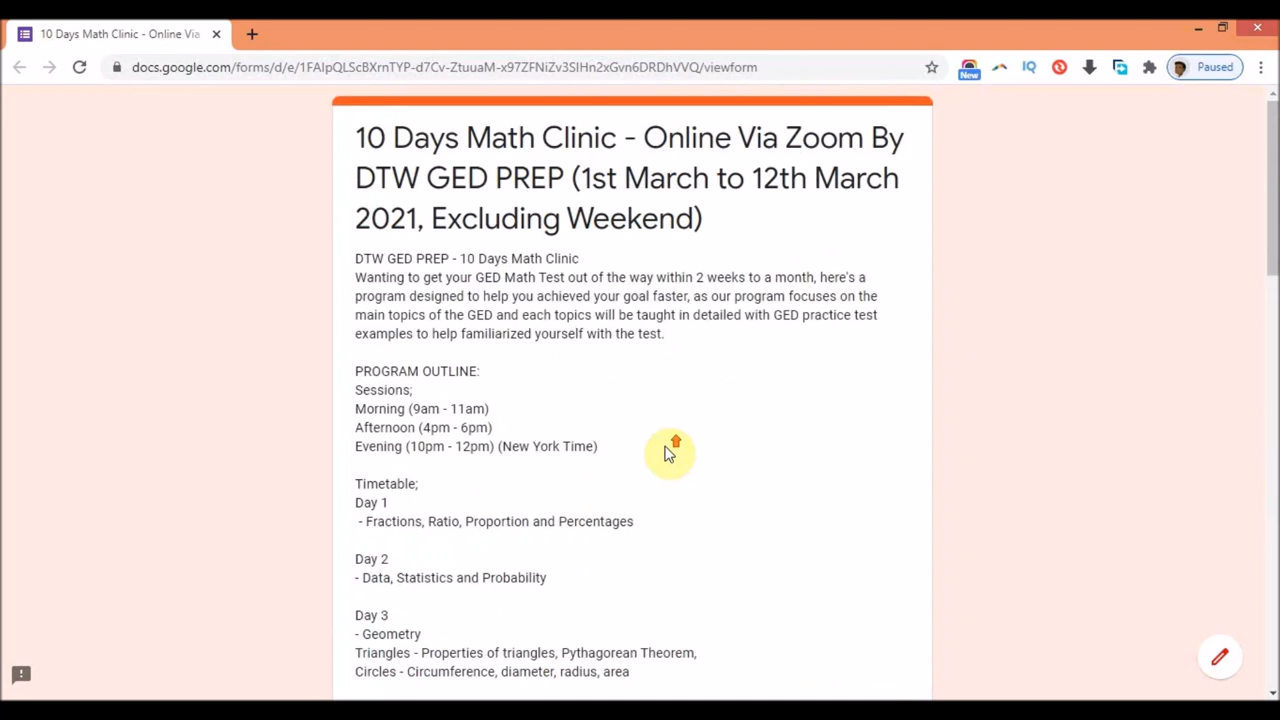 10 Days Math Clinic - Online Via
docs.google.com/forms/d/e/1FAIpQLScBXrnTYP-d7Cv-ZtuuaM-x97ZFNiZv3SIHn2xGvn6DRDhVVQ/viewform
New
IQ
Paused
10 Days Math Clinic - Online Via Zoom By
DTW GED PREP (1st March to 12th March
2021, Excluding Weekend)
DTW GED PREP - 10 Days Math Clinic
Wanting to get your GED Math Test out of the way within 2 weeks to a month, here's a
program designed to help you achieved your goal faster, as our program focuses on the
main topics of the GED and each topics will be taught in detailed with GED practice test
examples to help familiarized yourself with the test.
PROGRAM OUTLINE:
Sessions;
Morning (9am - 11am)
Afternoon (4pm - 6pm)
Evening (10pm - 12pm) (New York Time)
Timetable;
Day 1
- Fractions, Ratio, Proportion and Percentages
Day 2
- Data, Statistics and Probability
Day 3
- Geometry
Triangles - Properties of triangles, Pythagorean Theorem,
Circles - Circumference, diameter, radius, area